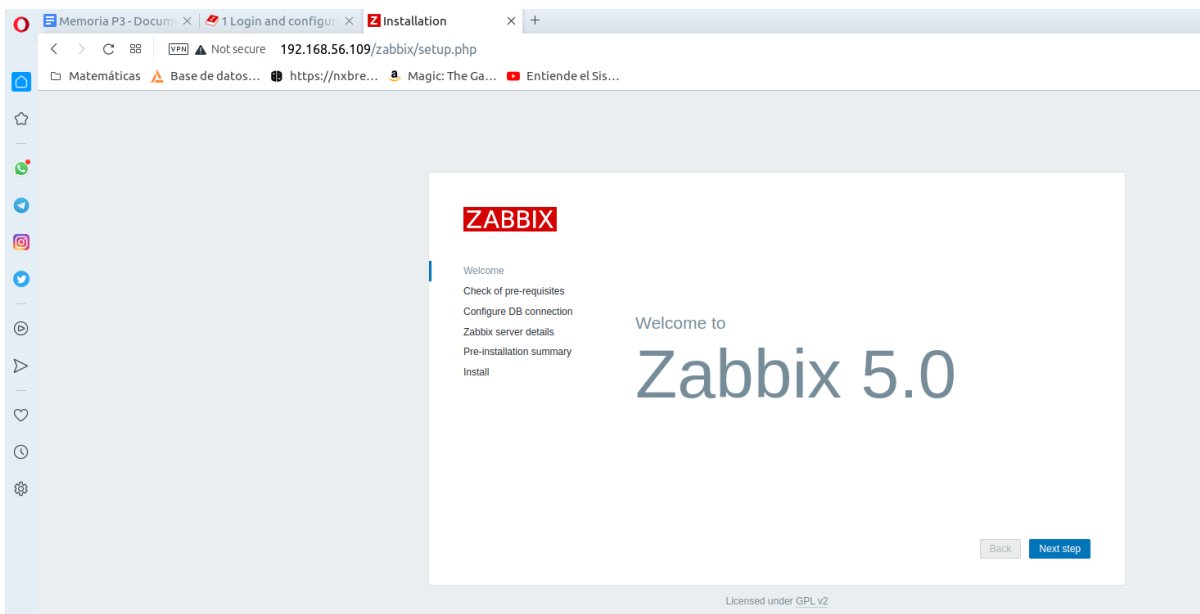 Memoria P3 - Docum
1 Login and configur
Z Installation
VPN Not secure 192.168.56.109/zabbix/setup.php
Matemáticas
Base de datos...
https://nxbre...
a Magic: The Ga...
Entiende el Sis...
ZABBIX
Welcome
Check of pre-requisites
Configure DB connection
Zabbix server details
Pre-installation summary
Install
Welcome to
Zabbix 5.0
Back
Next step
Licensed under GPL v2